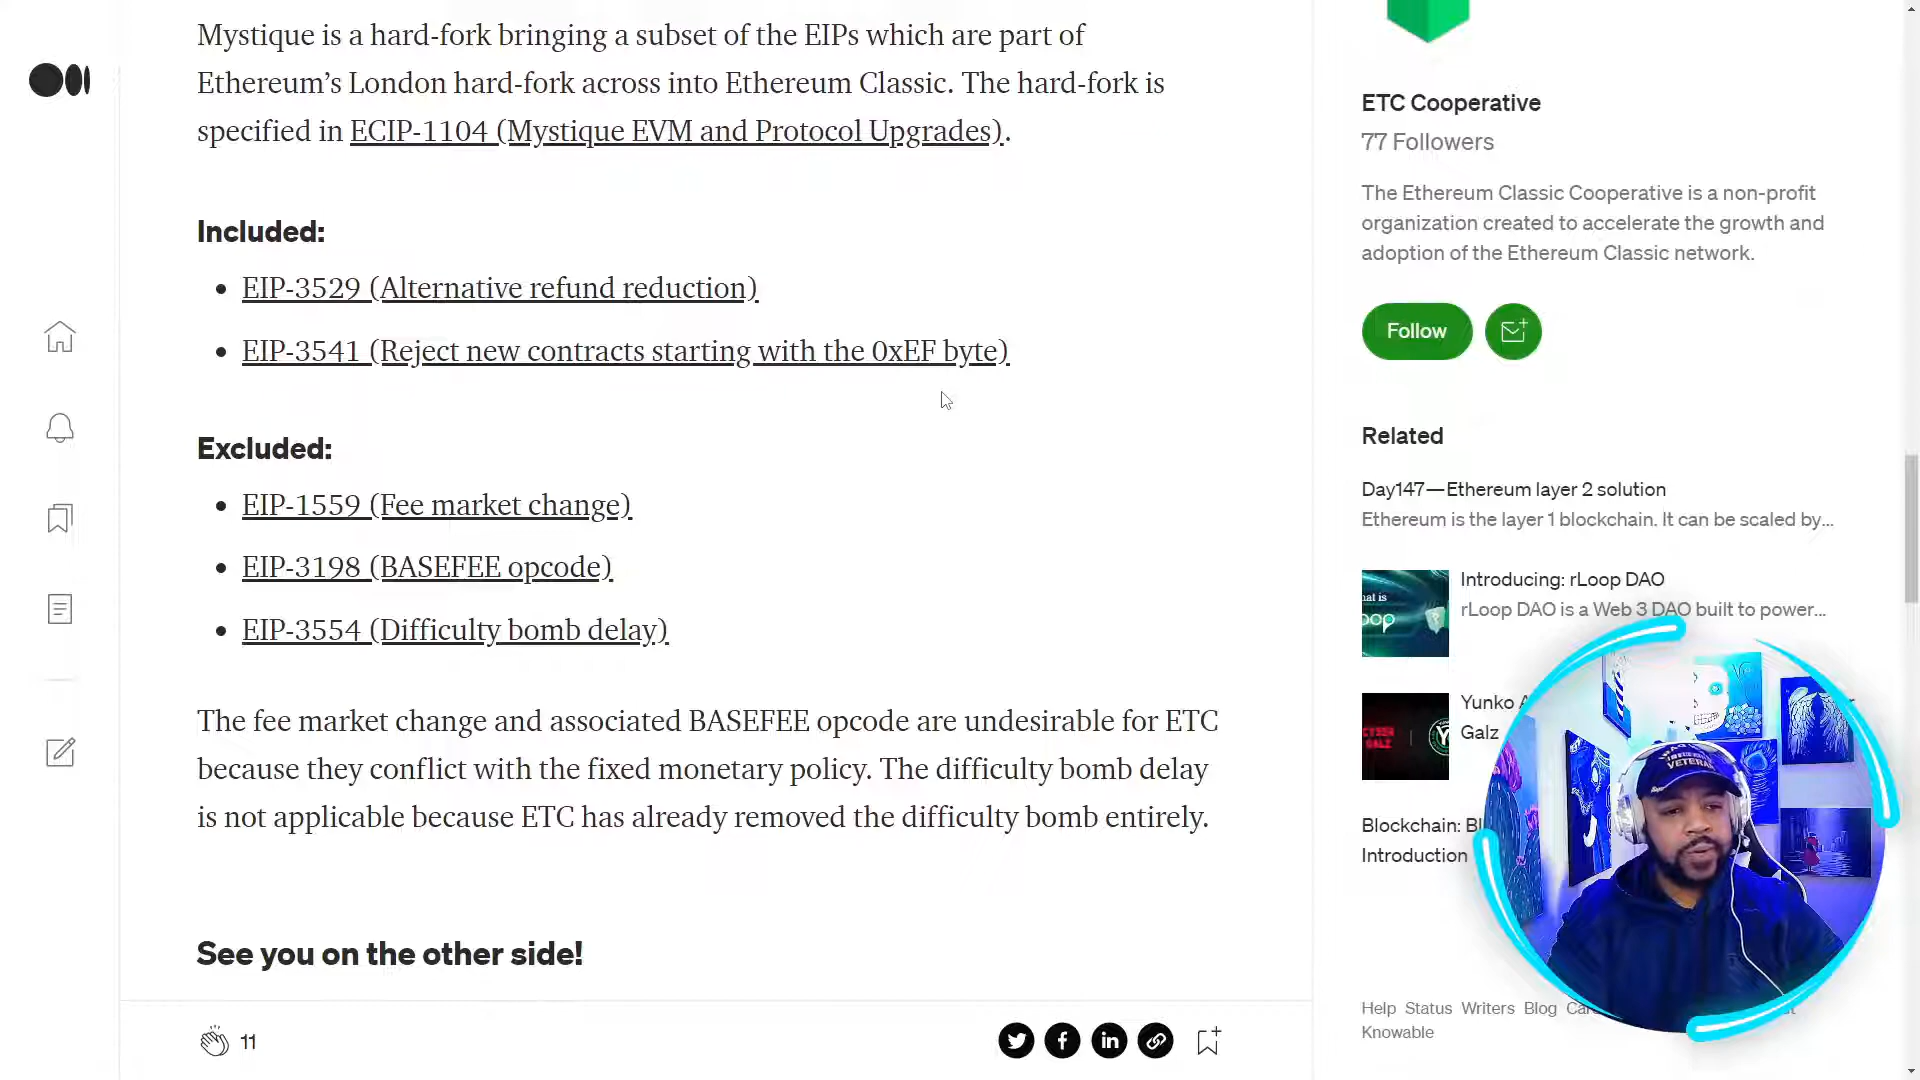 Mystique is a hard-fork bringing a subset of the EIPs which are part of
Ethereum’s London hard-fork across into Ethereum Classic. The hard-fork is
specified in ECIP-1104 (Mystique EVM and Protocol Upgrades).
Included:
• EIP-3529 (Alternative refund reduction)
• EIP-3541 (Reject new contracts starting with the 0xEF byte)
Excluded:
• EIP-1559 (Fee market change)
• EIP-3198 (BASEFEE opcode)
• EIP-3554 (Difficulty bomb delay)
The fee market change and associated BASEFEE opcode are undesirable for ETC
because they conflict with the fixed monetary policy. The difficulty bomb delay
is not applicable because ETC has already removed the difficulty bomb entirely.
See you on the other side!
11
ETC Cooperative
77 Followers
The Ethereum Classic Cooperative is a non-profit
organization created to accelerate the growth and
adoption of the Ethereum Classic network.
Follow
Related
Day147—Ethereum layer 2 solution
Ethereum is the layer 1 blockchain. It can be scaled by...
Introducing: rLoop DAO
rLoop DAO is a Web 3 DAO built to power...
Yunko
Galz
Blockchain:
Introduction
VETERAN
Help Status Writers Blog
Knowable